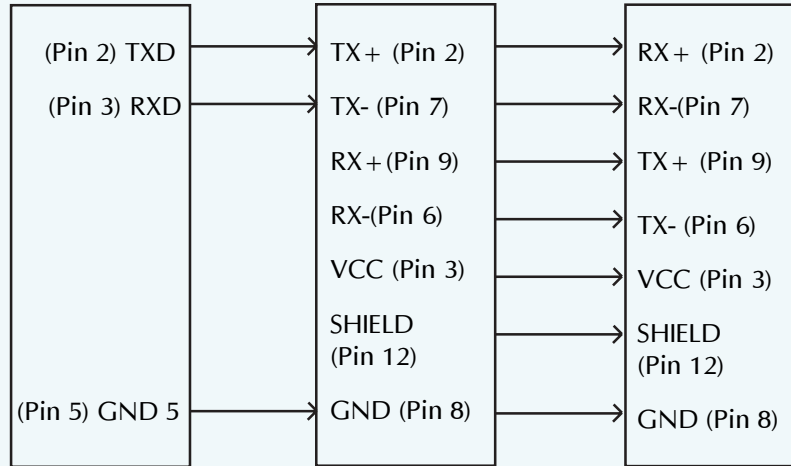 (Pin 2) TXD
(Pin 3) RXD
(Pin 5) GND 5
TX+ (Pin 2)
TX- (Pin 7)
RX+(Pin 9)
RX-(Pin 6)
VCC (Pin 3)
SHIELD
(Pin 12)
GND (Pin 8)
RX+ (Pin 2)
RX-(Pin 7)
TX+ (Pin 9)
TX- (Pin 6)
VCC (Pin 3)
SHIELD
(Pin 12)
GND (Pin 8)